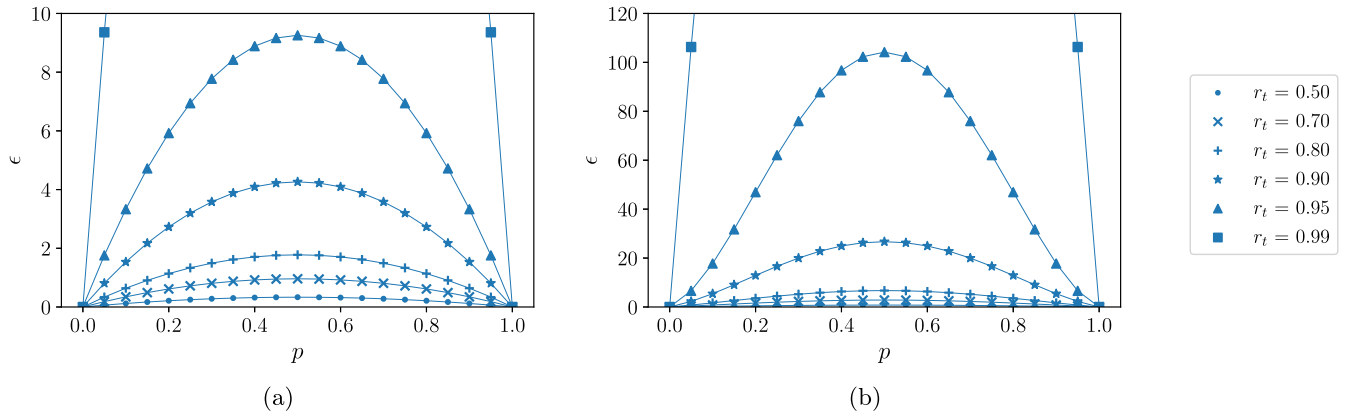 10
8
6
4
2
0
ϵ
0.0 0.2 0.4 0.6 0.8 1.0
p
(a)
120
100
80
60
40
20
0
ϵ
0.0 0.2 0.4 0.6 0.8 1.0
p
(b)
r_t = 0.50
r_t = 0.70
r_t = 0.80
r_t = 0.90
r_t = 0.95
r_t = 0.99